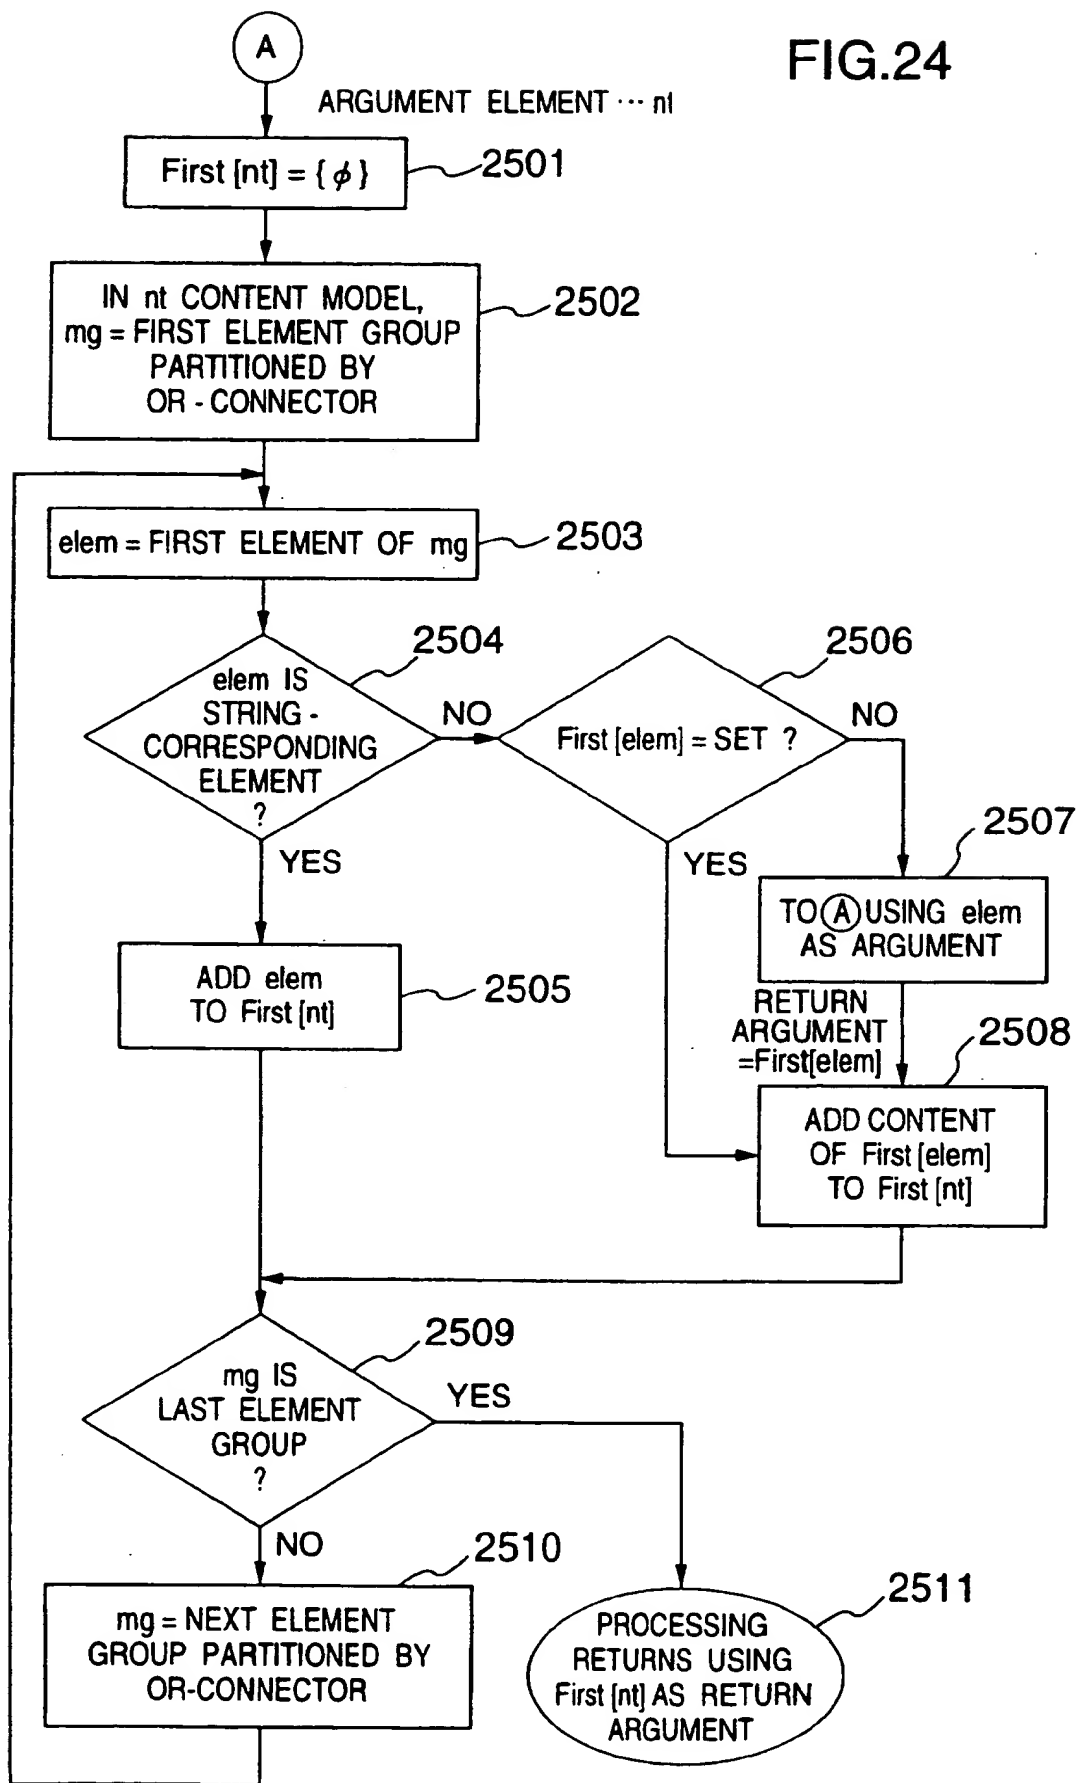 FIG.24
A
ARGUMENT ELEMENT ··· nt
First [nt] = { ϕ }
2501
IN nt CONTENT MODEL,
mg = FIRST ELEMENT GROUP
PARTITIONED BY
OR - CONNECTOR
2502
elem = FIRST ELEMENT OF mg
2503
elem IS
STRING -
CORRESPONDING
ELEMENT
?
2504
NO
YES
First [elem] = SET ?
2506
NO
YES
TO A USING elem
AS ARGUMENT
2507
ADD elem
TO First [nt]
2505
RETURN
ARGUMENT
=First[elem]
ADD CONTENT
OF First [elem]
TO First [nt]
2508
mg IS
LAST ELEMENT
GROUP
?
2509
YES
NO
mg = NEXT ELEMENT
GROUP PARTITIONED BY
OR-CONNECTOR
2510
PROCESSING
RETURNS USING
First [nt] AS RETURN
ARGUMENT
2511